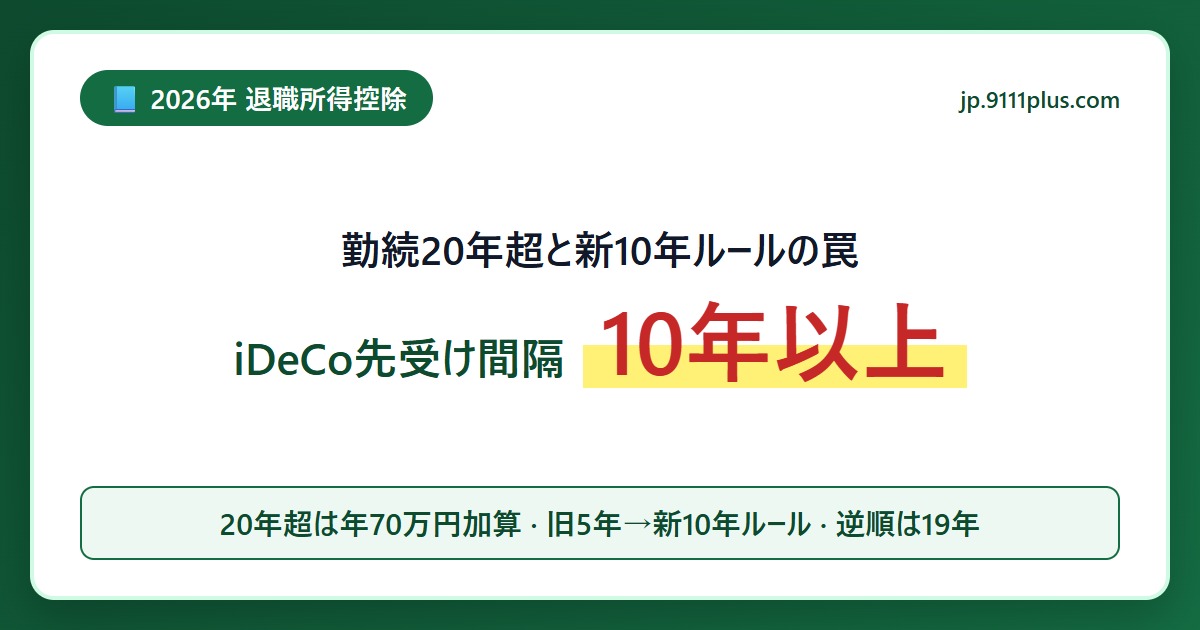 📘 2026年 退職所得控除
jp.9111plus.com
勤続20年超と新10年ルールの罠
iDeCo先受け間隔 10年以上
20年超は年70万円加算 · 旧5年→新10年ルール · 逆順は19年